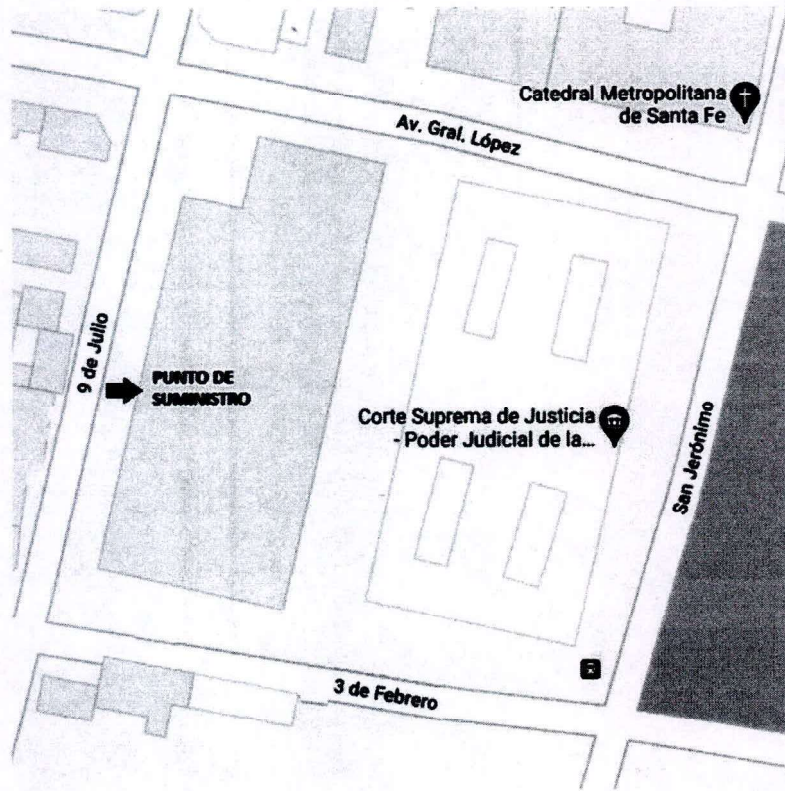 Catedral Metropolitana
de Santa Fe
Av. Gral. López
9 de Julio
PUNTO DE
SUMINISTRO
Corte Suprema de Justicia
- Poder Judicial de la...
San Jerónimo
3 de Febrero